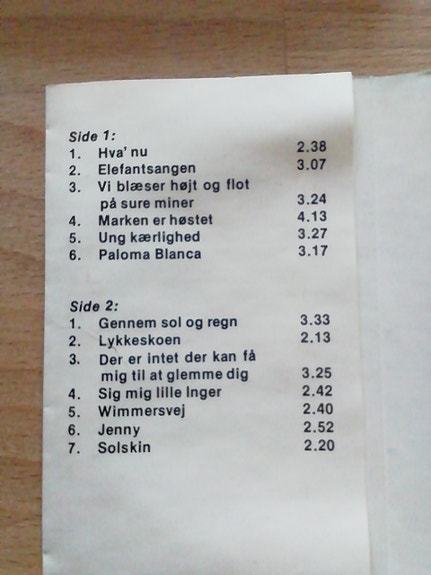 Side 1:
1. Hva' nu 2.38
2. Elefantsangen 3.07
3. Vi blæser højt og flot
på sure miner 3.24
4. Marken er høstet 4.13
5. Ung kærlighed 3.27
6. Paloma Blanca 3.17
Side 2:
1. Gennem sol og regn 3.33
2. Lykkeskoen 2.13
3. Der er intet der kan få
mig til at glemme dig 3.25
4. Sig mig lille Inger 2.42
5. Wimmersvej 2.40
6. Jenny 2.52
7. Solskin 2.20